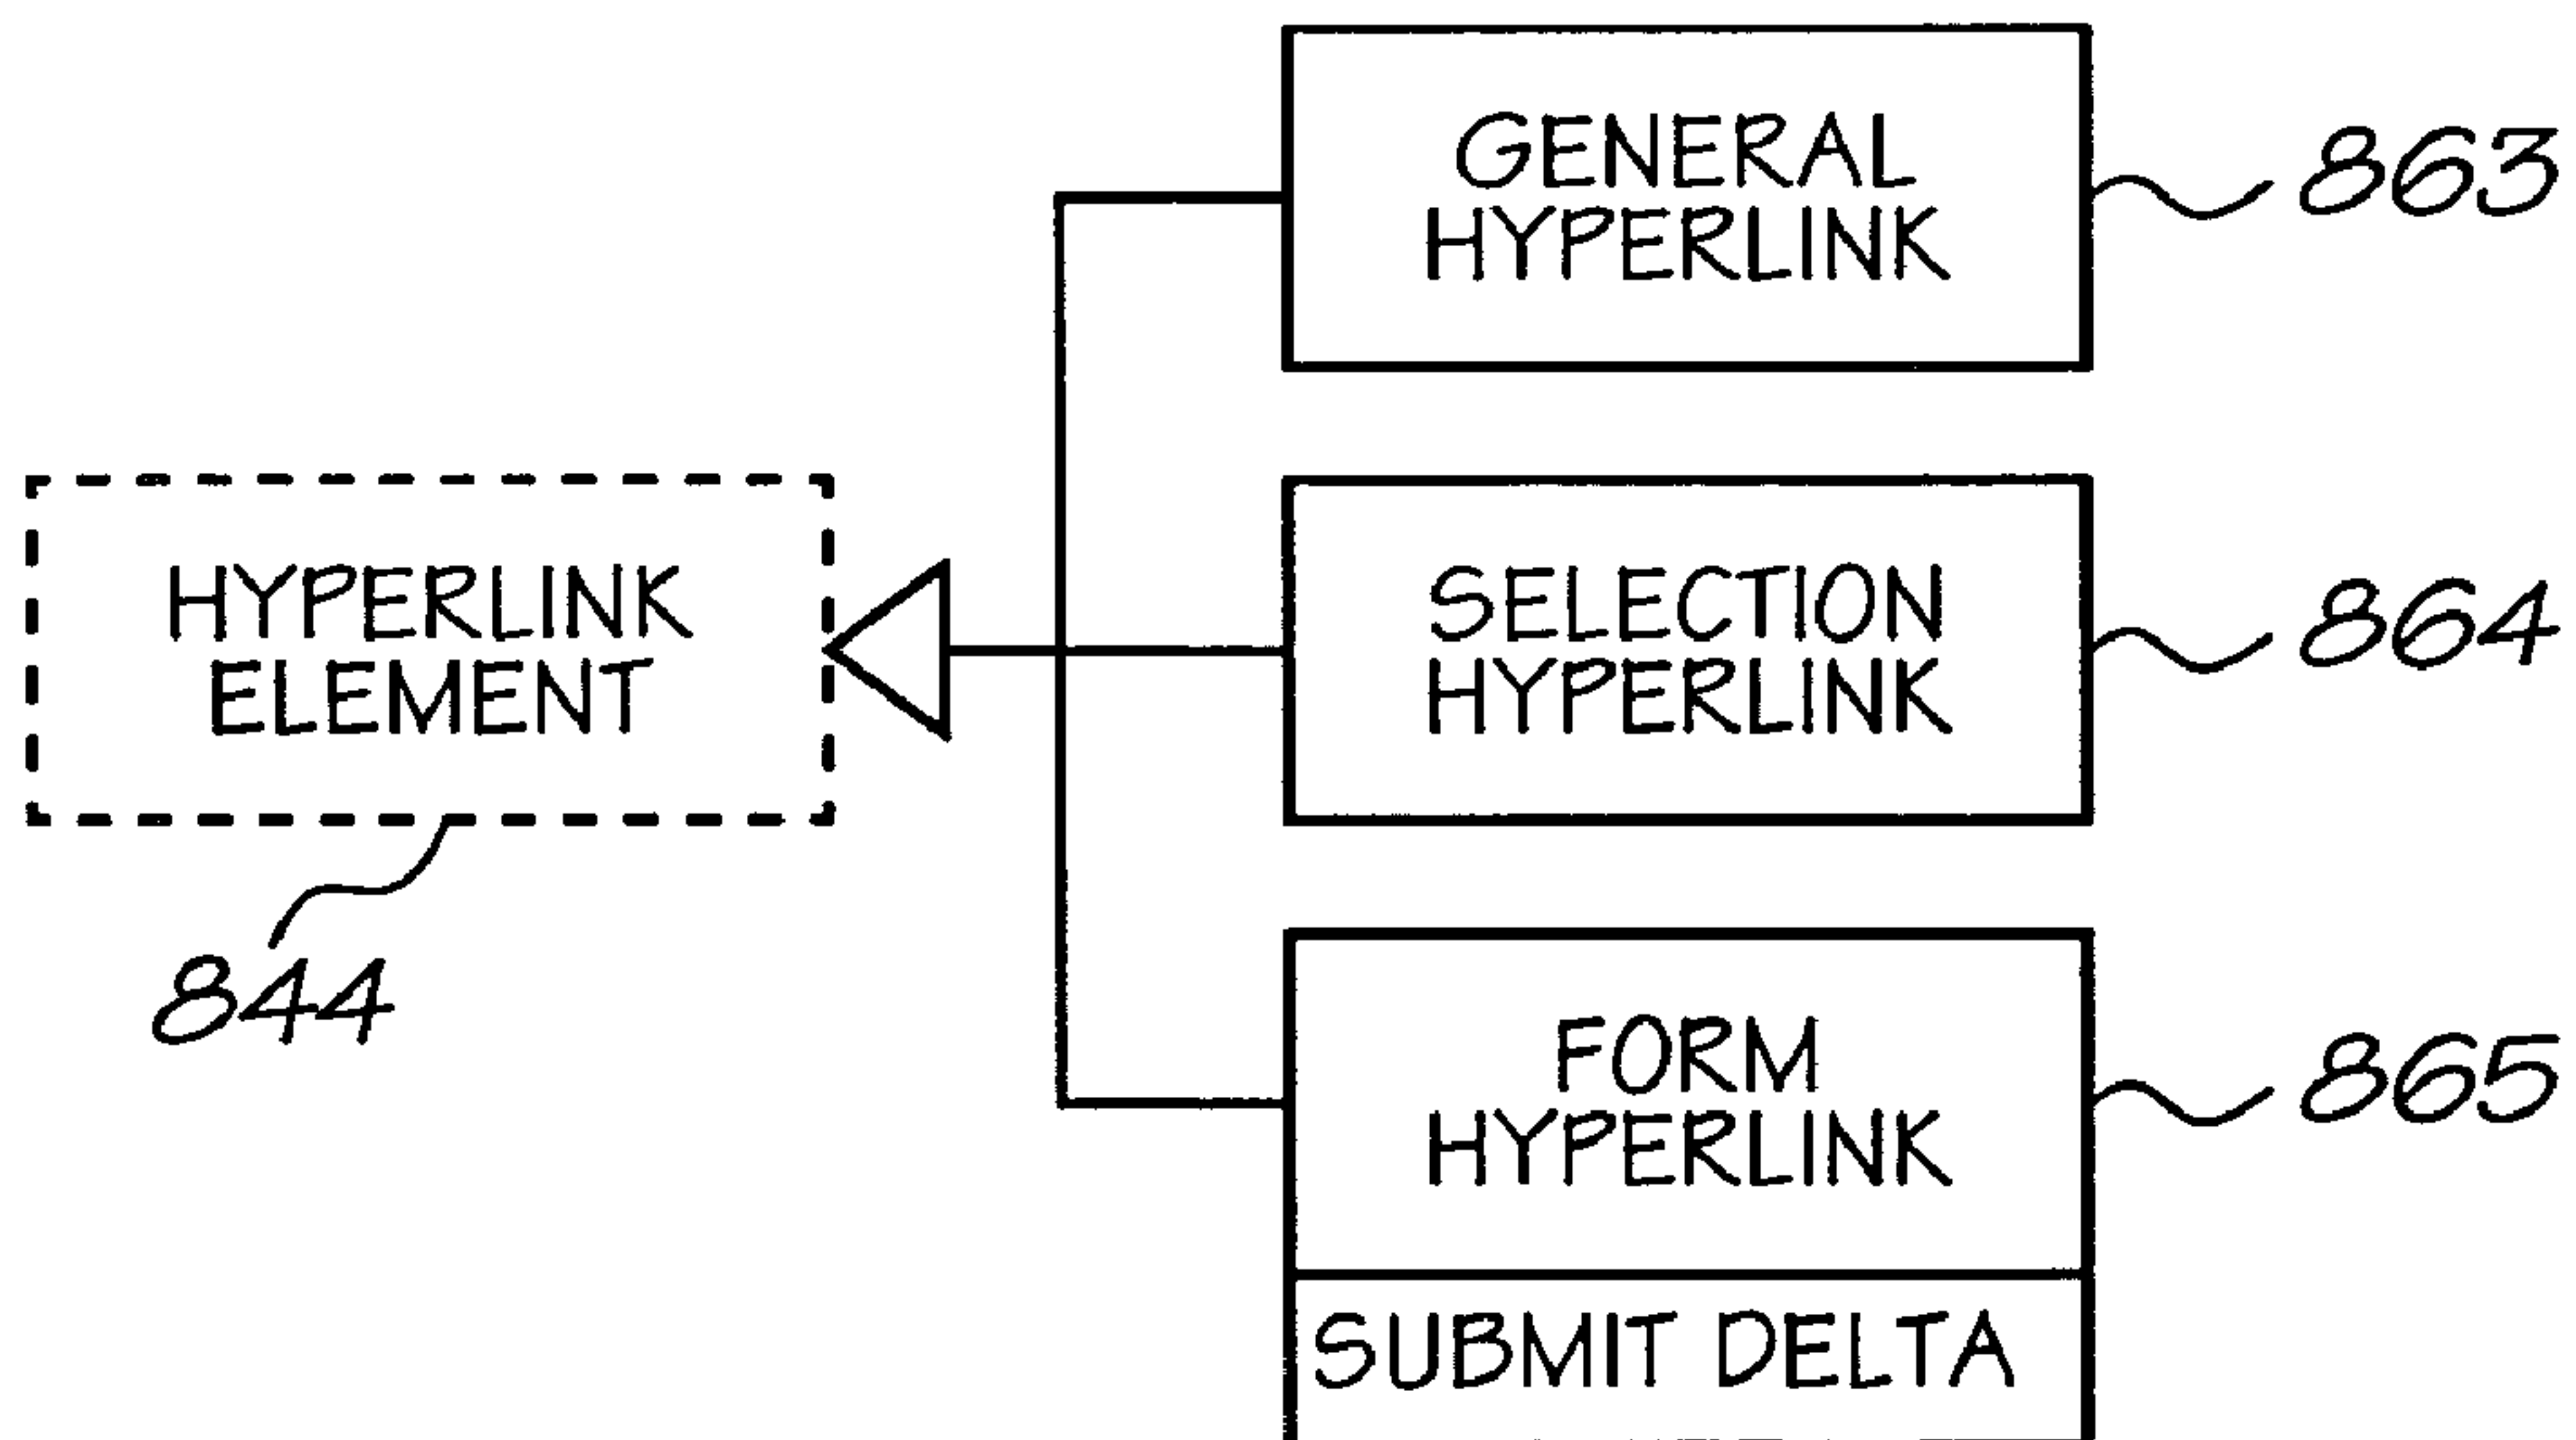 GENERAL
HYPERLINK
863
HYPERLINK
ELEMENT
844
SELECTION
HYPERLINK
864
FORM
HYPERLINK
865
SUBMIT DELTA